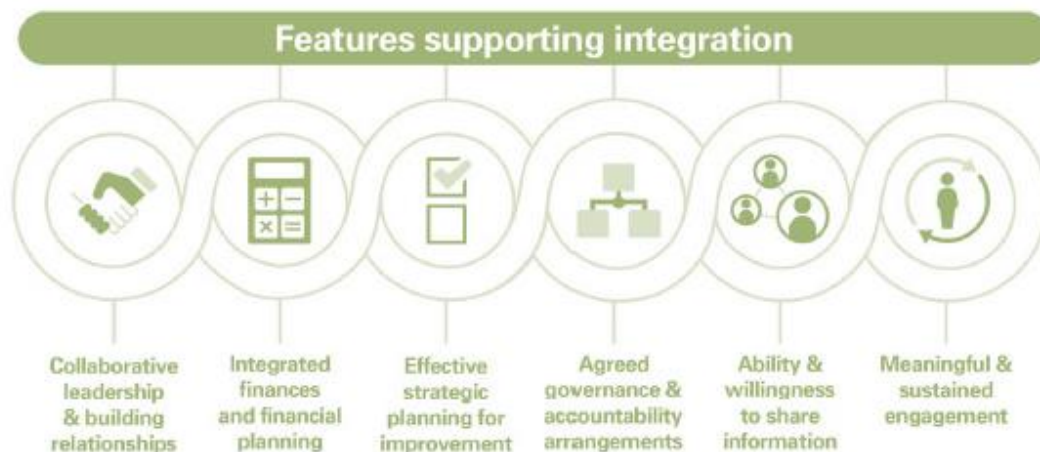 Features supporting integration
Collaborative
leadership
& building
relationships
Integrated
finances
and financial
planning
Effective
strategic
planning for
improvement
Agreed
governance &
accountability
arrangements
Ability &
willingness
to share
information
Meaningful &
sustained
engagement